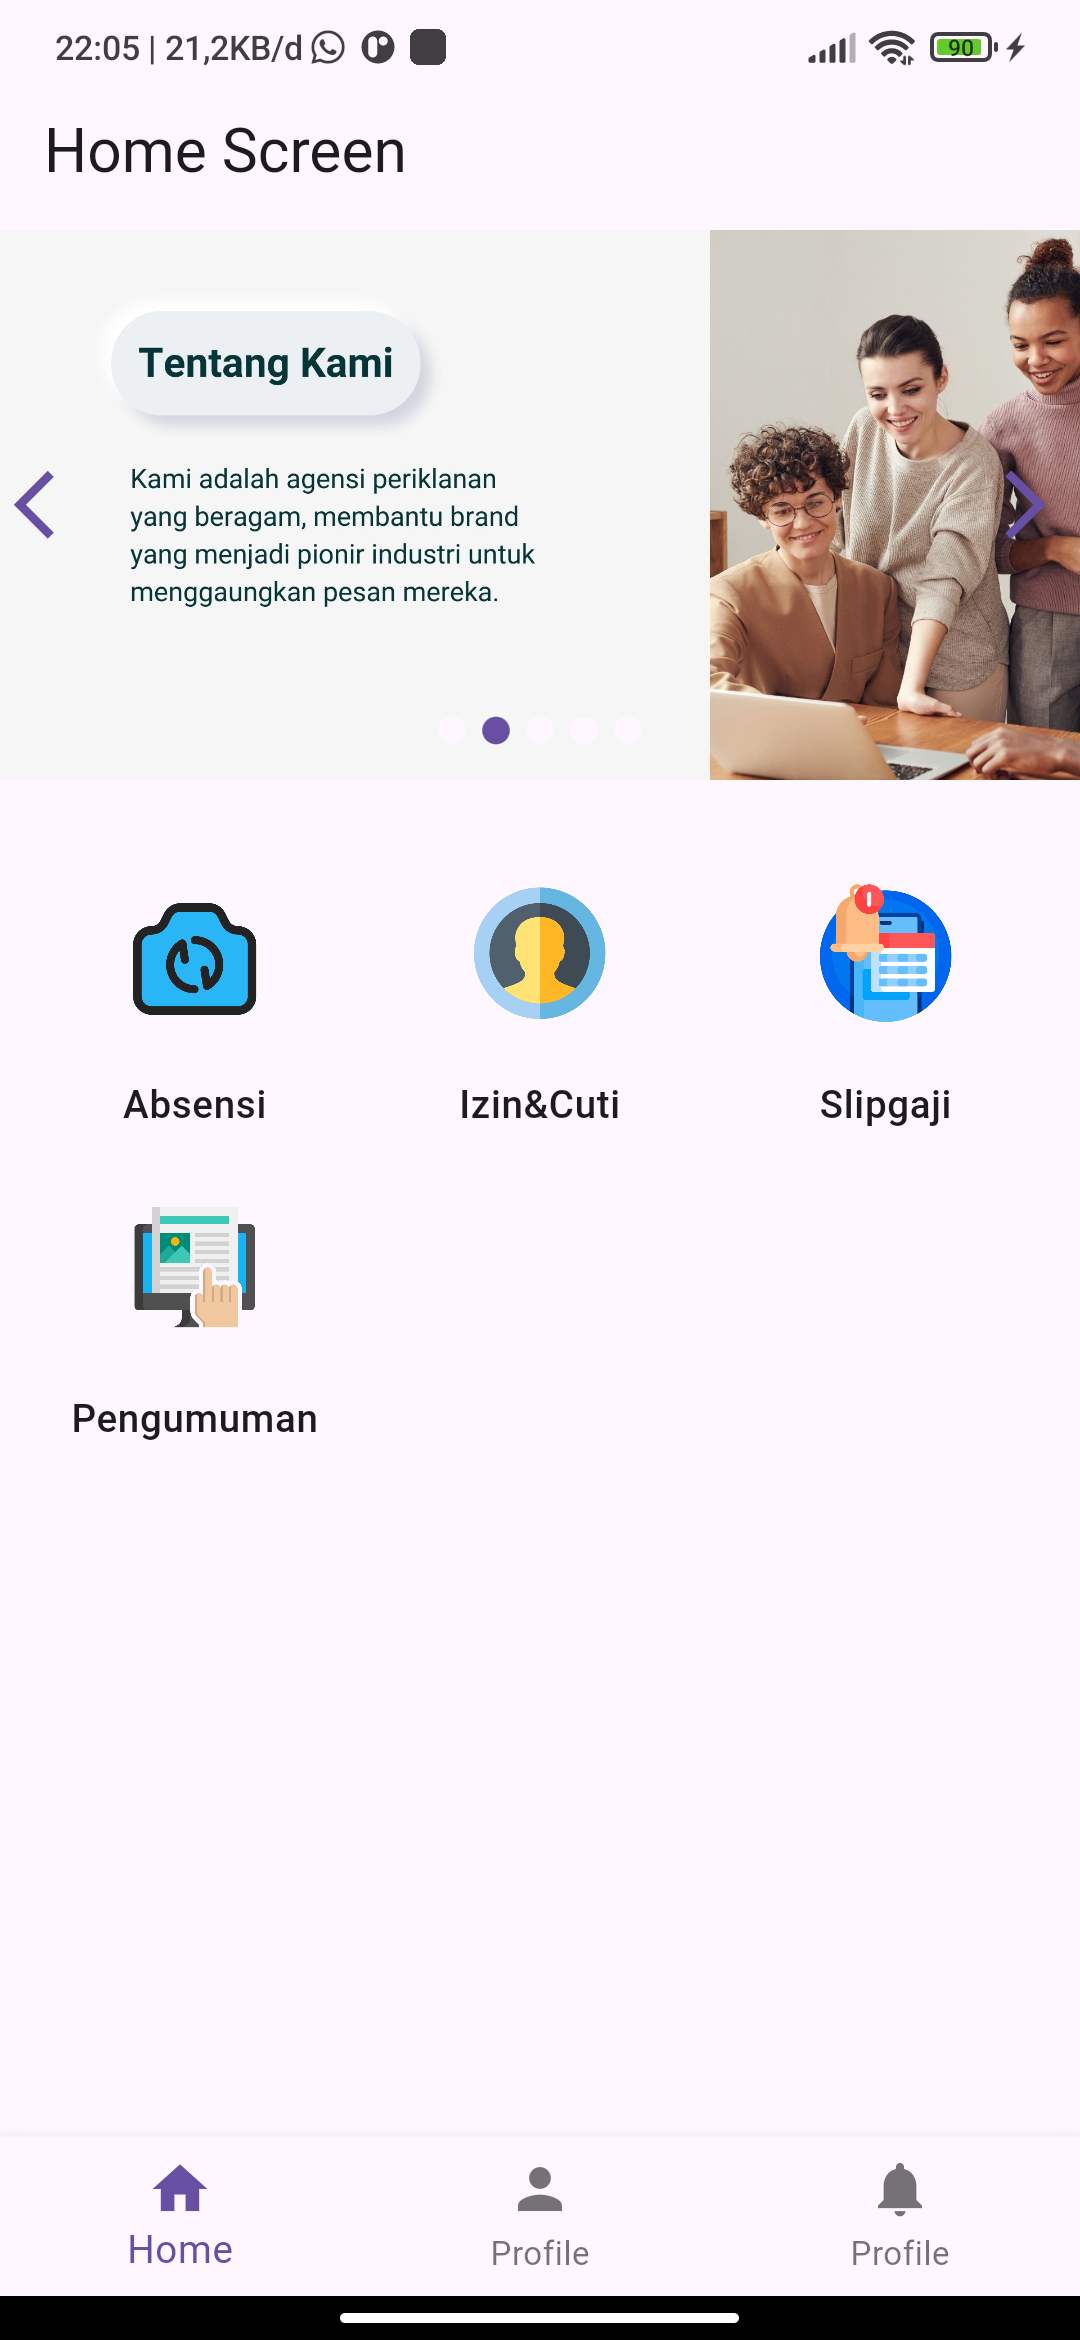 22:05 | 21,2KB/d
90
Home Screen
Tentang Kami
Kami adalah agensi periklanan
yang beragam, membantu brand
yang menjadi pionir industri untuk
menggaungkan pesan mereka.
Absensi
Izin&Cuti
Slipgaji
Pengumuman
Home
Profile
Profile